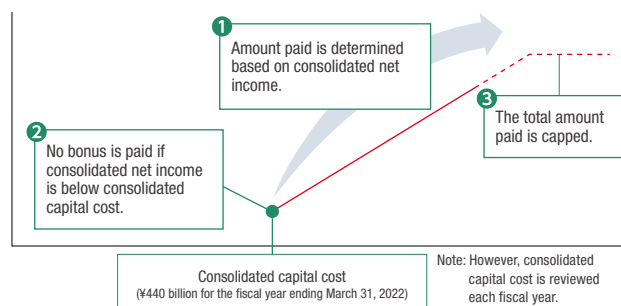 1
Amount paid is determined
based on consolidated net
income.
2
No bonus is paid if
consolidated net income
is below consolidated
capital cost.
3
The total amount
paid is capped.
Consolidated capital cost
(¥440 billion for the fiscal year ending March 31, 2022)
Note: However, consolidated
capital cost is reviewed
each fiscal year.